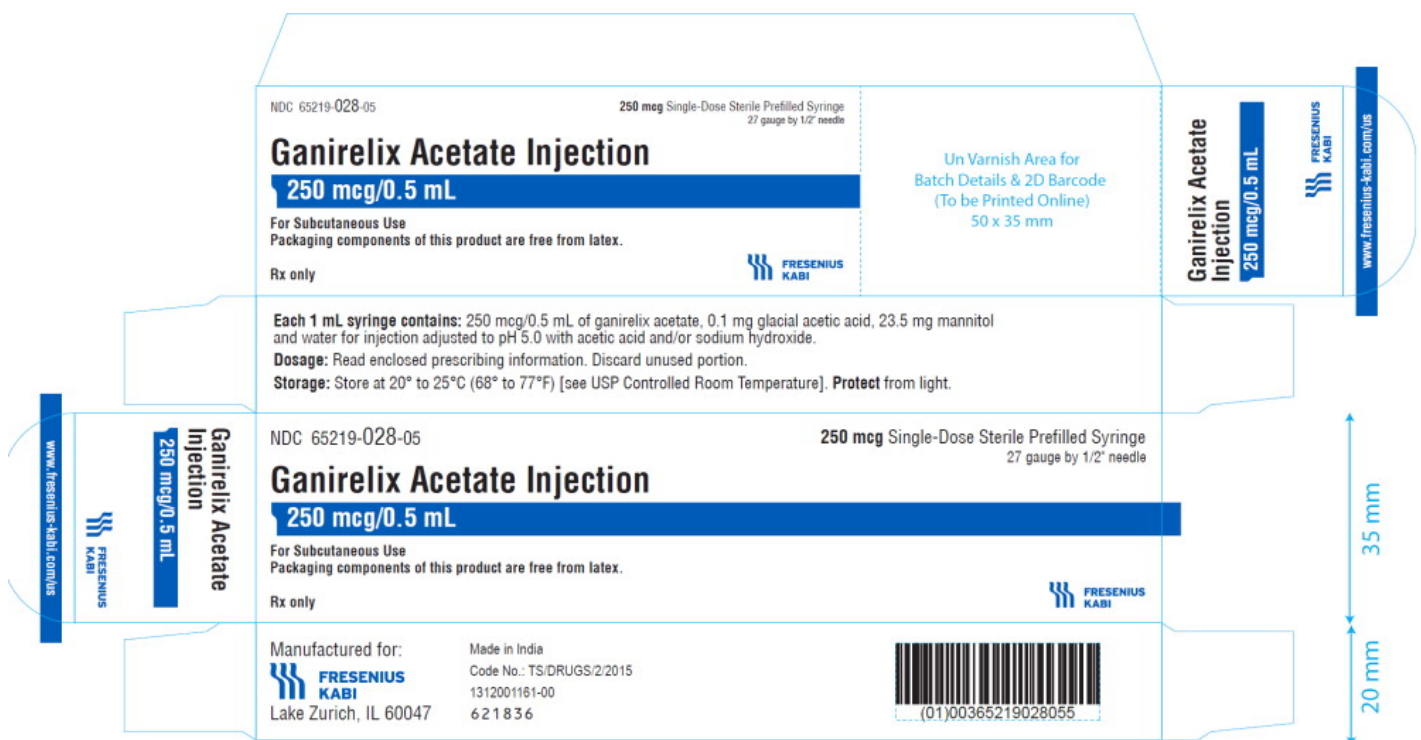 NDC 65219-028-05
250 mcg Single-Dose Sterile Prefilled Syringe
27 gauge by 1/2" needle
Ganirelix Acetate Injection
250 mcg/0.5 mL
For Subcutaneous Use
Packaging components of this product are free from latex.
Rx only
FRESENIUS
KABI
Un Varnish Area for
Batch Details & 2D Barcode
(To be Printed Online)
50 x 35 mm
Ganirelix Acetate
Injection
250 mcg/0.5 mL
FRESENIUS
KABI
www.fresenius-kabi.com/us
Each 1 mL syringe contains: 250 mcg/0.5 mL of ganirelix acetate, 0.1 mg glacial acetic acid, 23.5 mg mannitol
and water for injection adjusted to pH 5.0 with acetic acid and/or sodium hydroxide.
Dosage: Read enclosed prescribing information. Discard unused portion.
Storage: Store at 20° to 25°C (68° to 77°F) [see USP Controlled Room Temperature]. Protect from light.
www.fresenius-kabi.com/us
FRESENIUS
KABI
Ganirelix Acetate
Injection
250 mcg/0.5 mL
NDC 65219-028-05
250 mcg Single-Dose Sterile Prefilled Syringe
27 gauge by 1/2" needle
Ganirelix Acetate Injection
250 mcg/0.5 mL
For Subcutaneous Use
Packaging components of this product are free from latex.
Rx only
FRESENIUS
KABI
35 mm
Manufactured for:
FRESENIUS
KABI
Lake Zurich, IL 60047
Made in India
Code No.: TS/DRUGS/2/2015
1312001161-00
621836
(01)00365219028055
20 mm